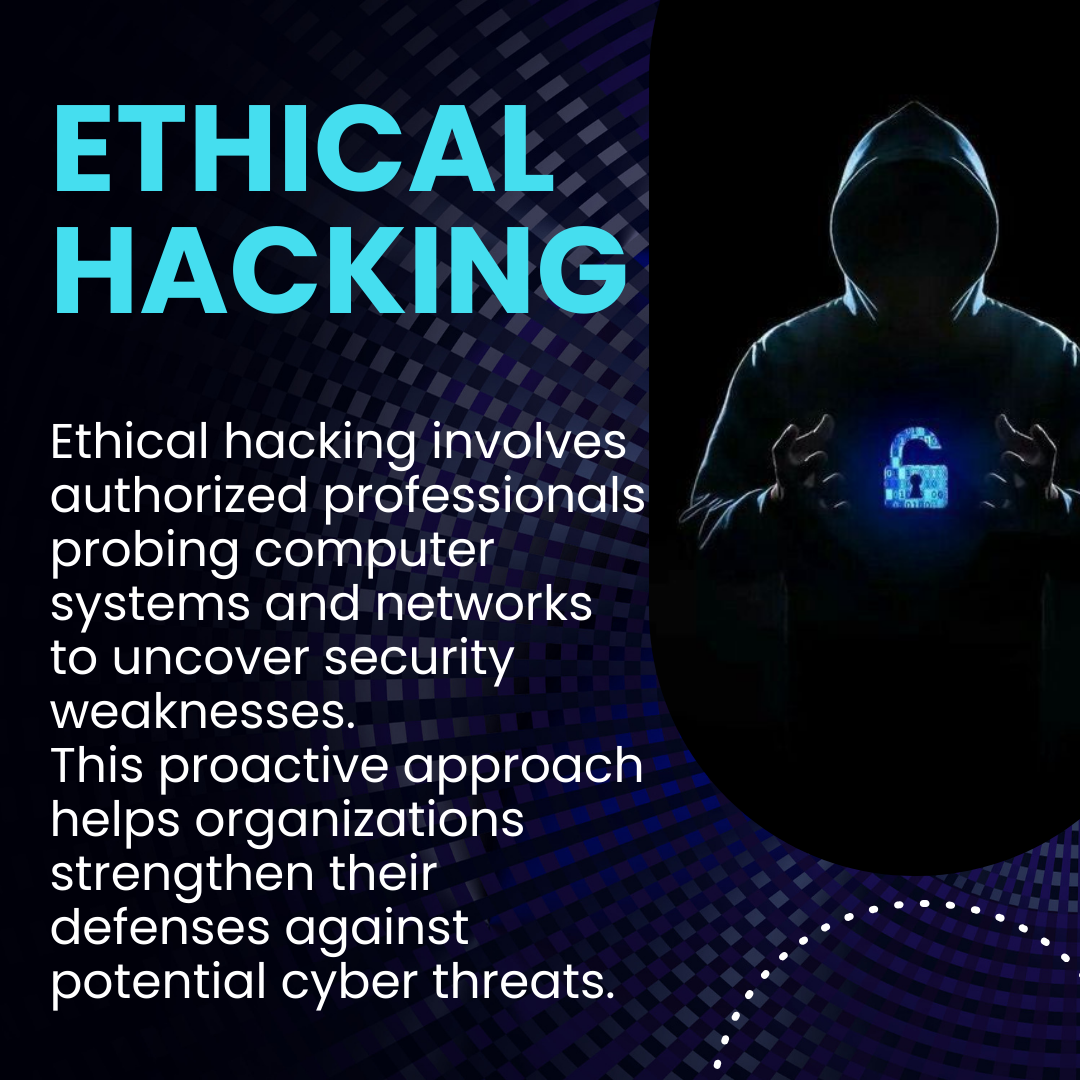 ETHICAL
HACKING
Ethical hacking involves
authorized professionals
probing computer
systems and networks
to uncover security
weaknesses.
This proactive approach
helps organizations
strengthen their
defenses against
potential cyber threats.